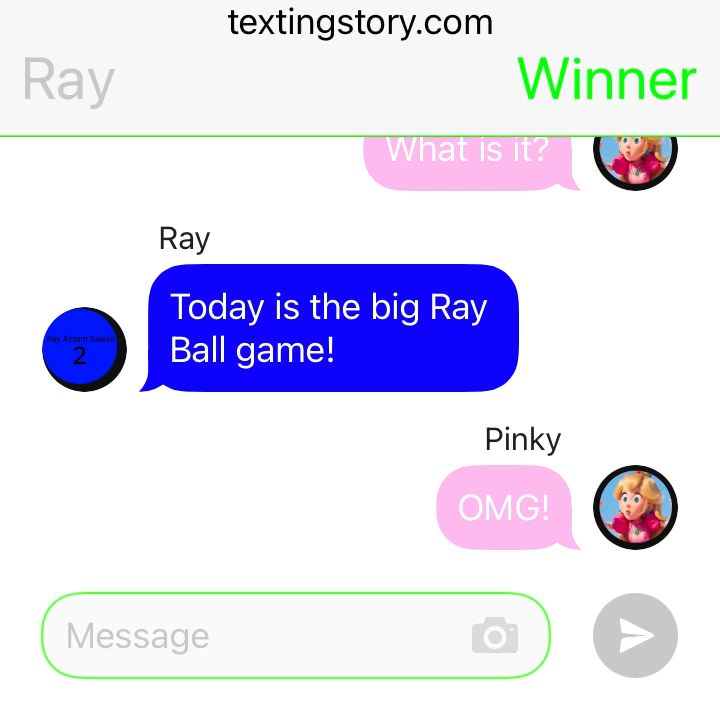 textingstory.com
Ray
Winner
What is it?
Ray
Today is the big Ray
Ball game!
Ray Azzam Sawan
2
Pinky
OMG!
Message